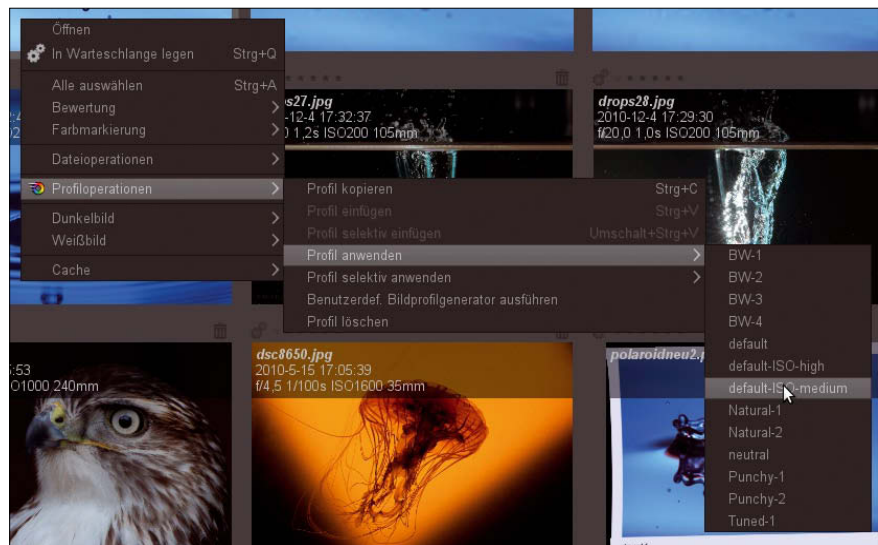 Öffnen
In Warteschlange legen Strg+Q
Alle auswählen Strg+A
Bewertung
Farbmarkierung
Dateioperationen
Profiloperationen
Dunkelbild
Weißbild
Cache
Profil kopieren Strg+C
Profil einfügen Strg+V
Profil selektiv einfügen Umschalt+Strg+V
Profil anwenden
Profil selektiv anwenden
Benutzerdef. Bildprofilgenerator ausführen
Profil löschen
BW-1
BW-2
BW-3
BW-4
default
default-ISO-high
default-ISO-medium
Natural-1
Natural-2
neutral
Punchy-1
Punchy-2
Tuned-1
s27.jpg
-12-4 17:32:37
1,2s ISO200 105mm
drops28.jpg
2010-12-4 17:29:30
f/20,0 1,0s ISO200 105mm
:53
O1000 240mm
dsc8650.jpg
2010-5-15 17:05:39
f/4,5 1/100s ISO1600 35mm
polaroidneu2.j